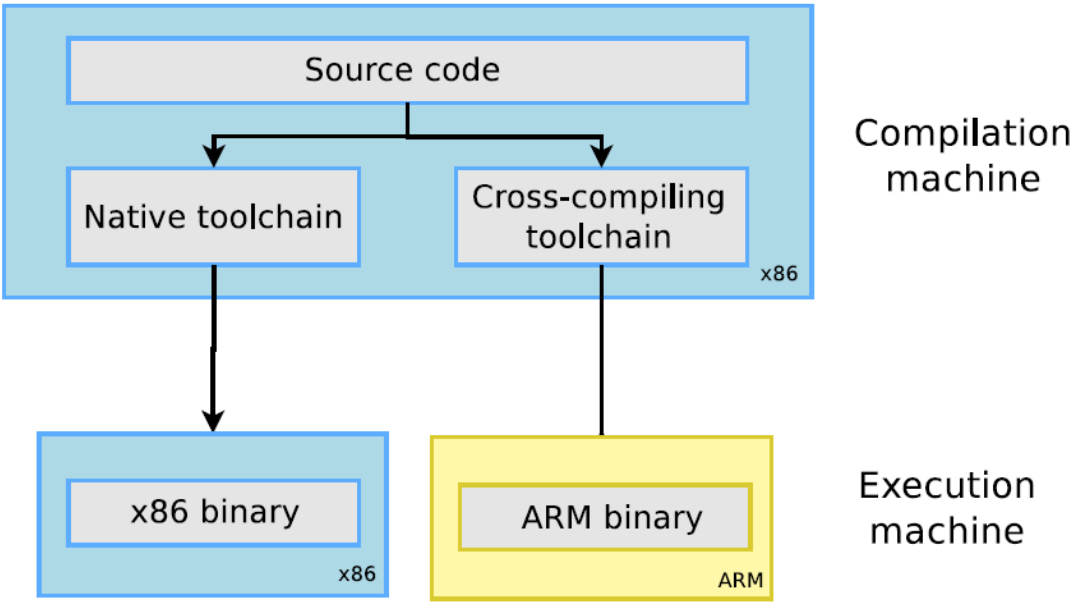 Source code
Native toolchain
Cross-compiling
toolchain
x86
Compilation
machine
x86 binary
x86
ARM binary
ARM
Execution
machine